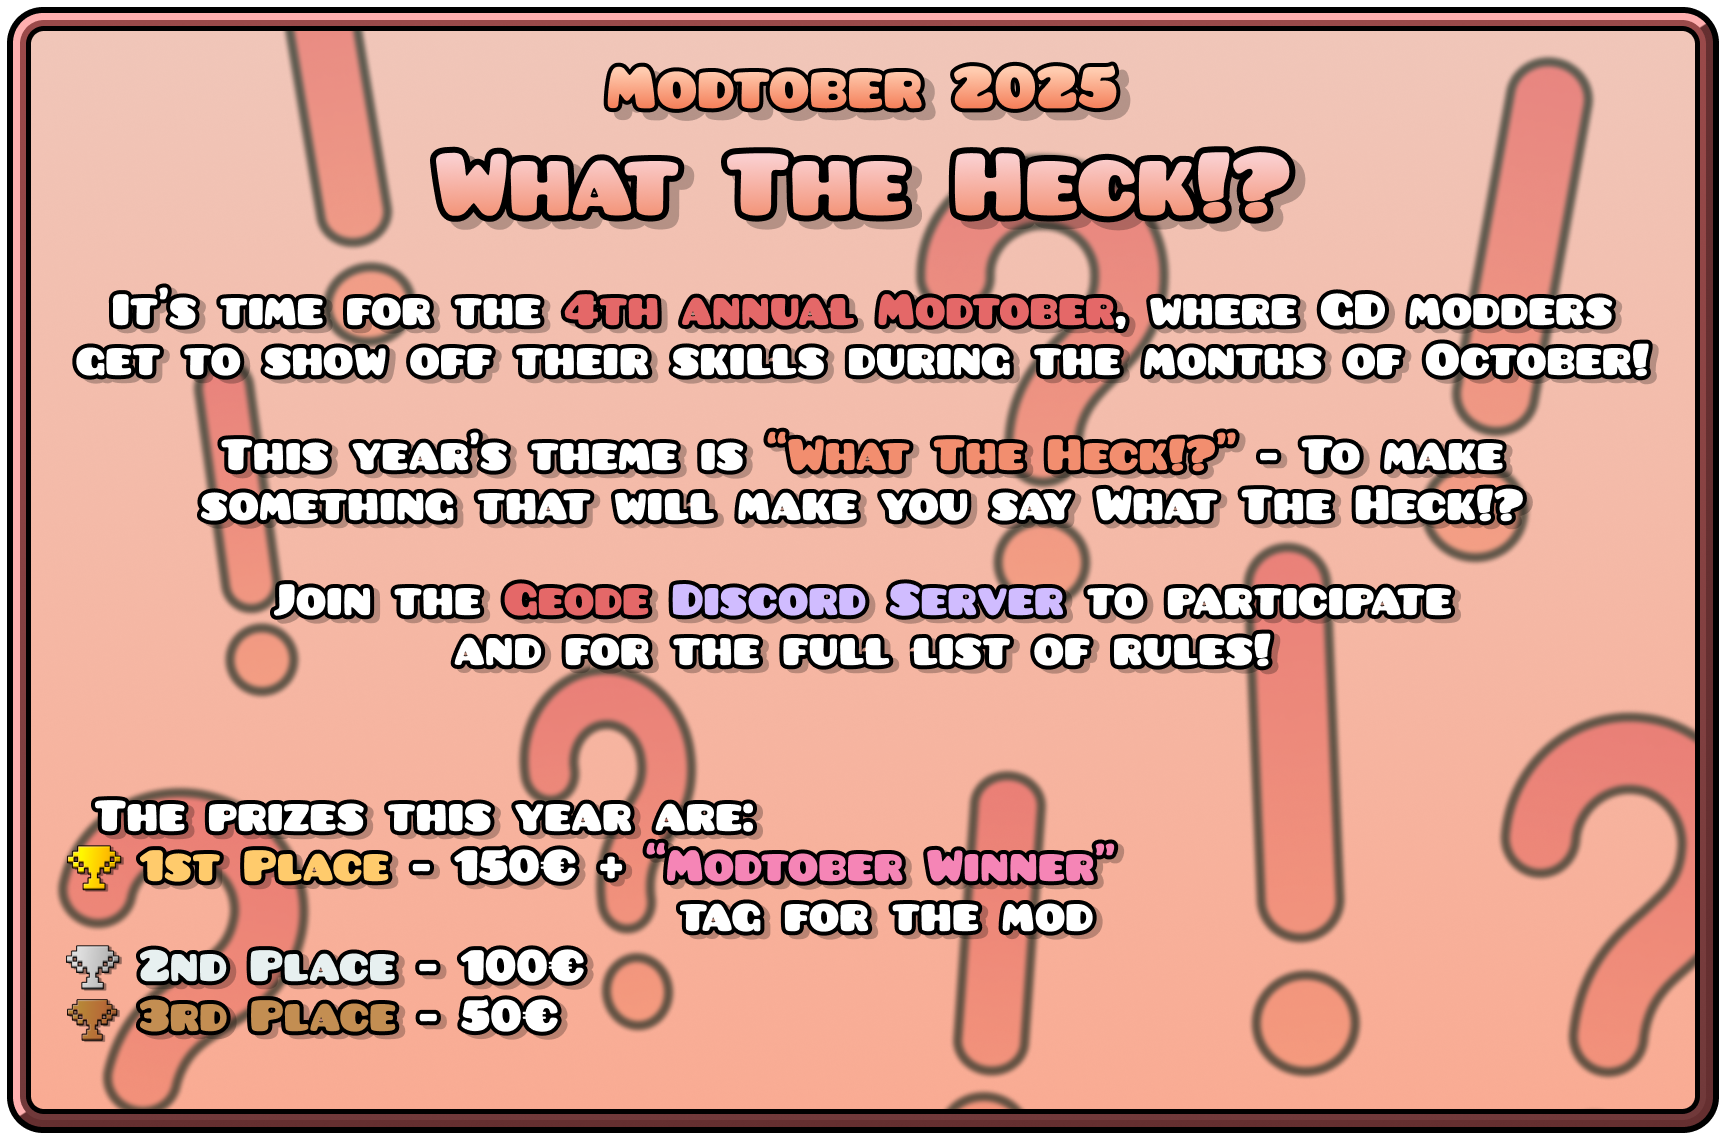 Modtober 2025
What The Heck!?
It's time for the 4th annual Modtober, where GD modders
get to show off their skills during the months of October!
This year's theme is “What The Heck!?” - To make
something that will make you say What The Heck!?
Join the Geode Discord Server to participate
and for the full list of rules!
The prizes this year are:
1st Place - 150€ + “Modtober Winner”
tag for the mod
2nd Place - 100€
3rd Place - 50€